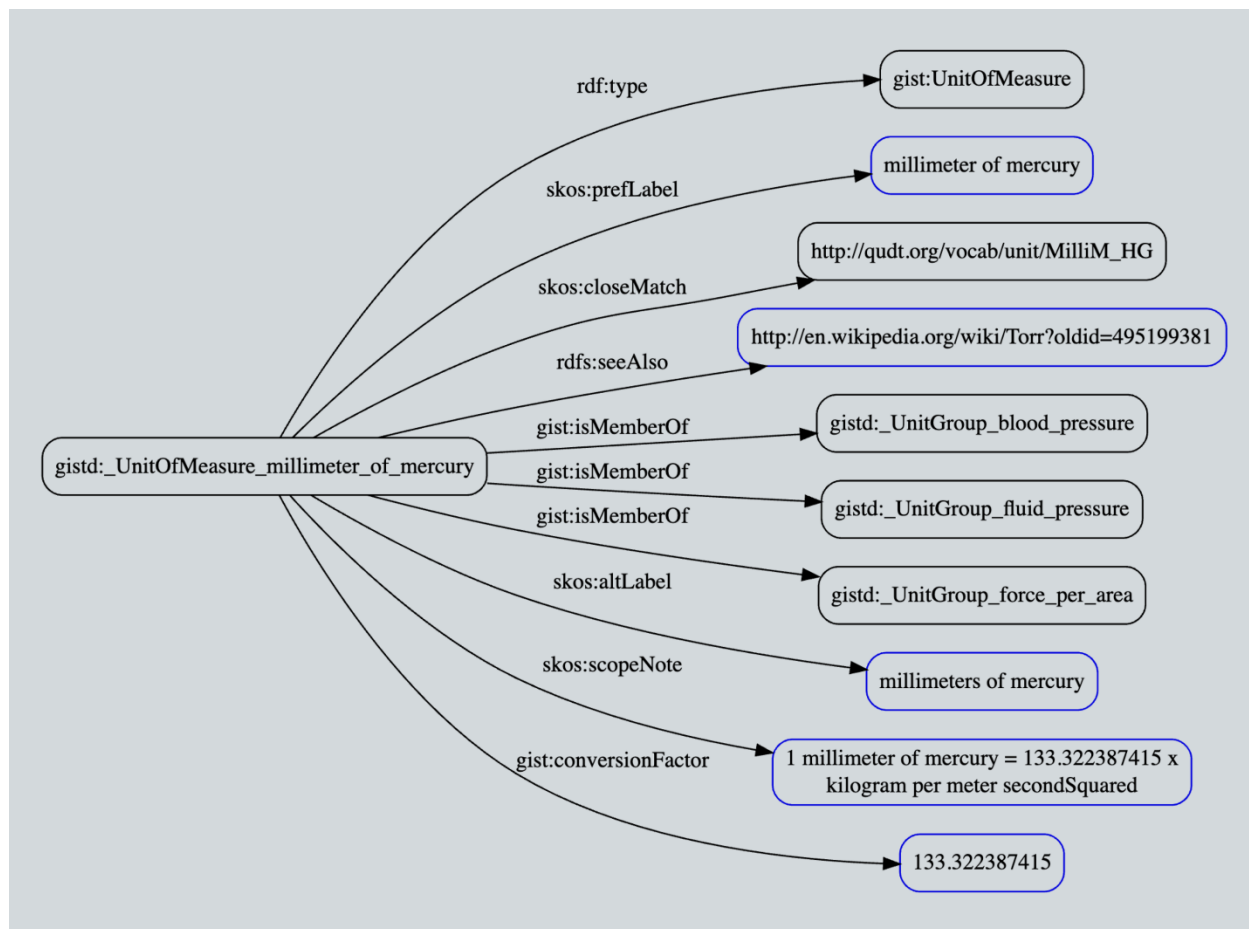 rdf:type
gist:UnitOfMeasure
skos:prefLabel
millimeter of mercury
skos:closeMatch
http://qudt.org/vocab/unit/MilliM_HG
rdfs:seeAlso
http://en.wikipedia.org/wiki/Torr?oldid=495199381
gist:isMemberOf
gistd:_UnitGroup_blood_pressure
gistd:_UnitOfMeasure_millimeter_of_mercury
gist:isMemberOf
gistd:_UnitGroup_fluid_pressure
gist:isMemberOf
gistd:_UnitGroup_force_per_area
skos:altLabel
millimeters of mercury
skos:scopeNote
1 millimeter of mercury = 133.322387415 x
kilogram per meter secondSquared
gist:conversionFactor
133.322387415